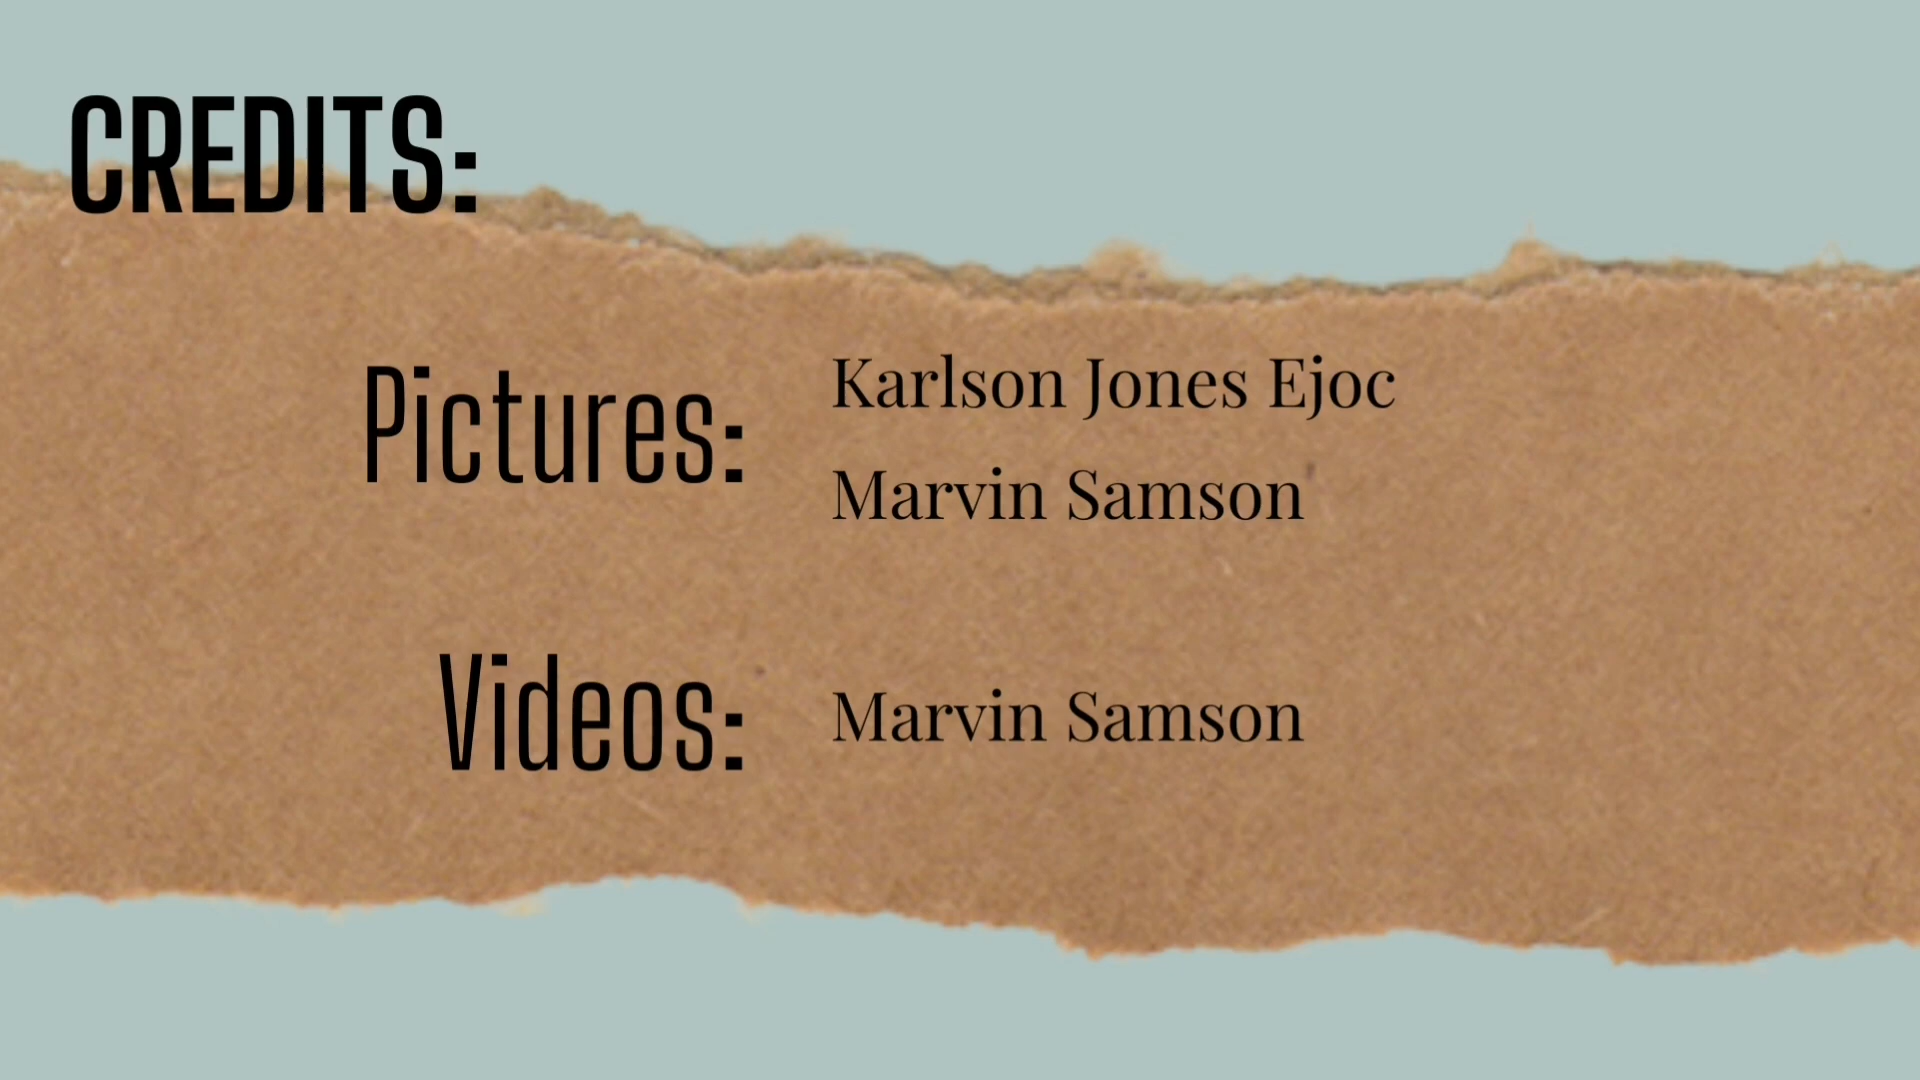 CREDITS:
Pictures:
Karlson Jones Ejoc
Marvin Samson
Videos:
Marvin Samson